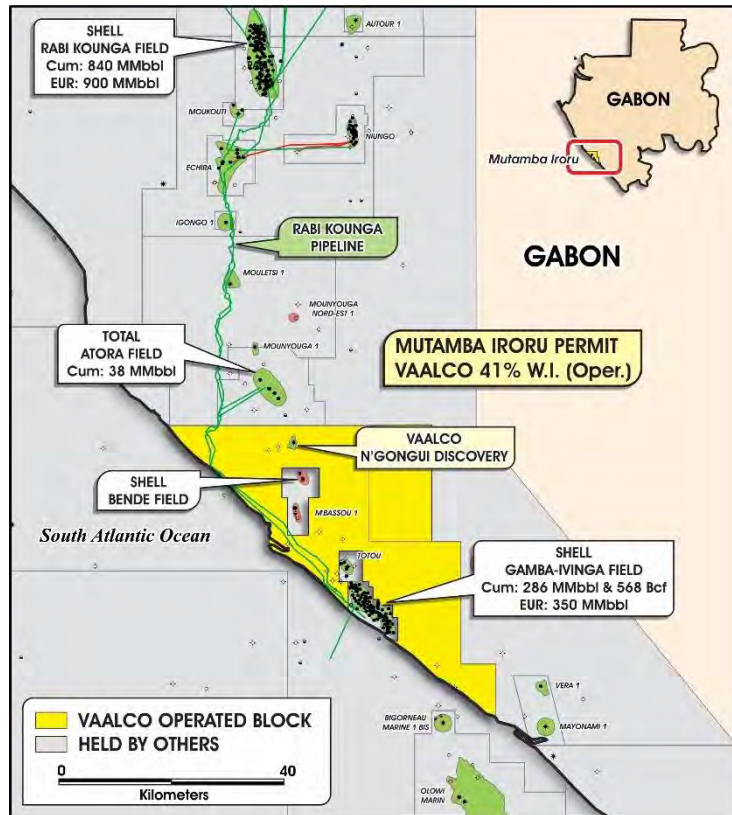 SHELL
RABI KOUNGA FIELD
Cum: 840 MMbbl
EUR: 900 MMbbl
AUTOUR 1
GABON
Mutamba Iroru
MOUKOUTI
NIUNGO
ECHIRA
IGONGO 1
RABI KOUNGA
PIPELINE
GABON
MOULETSI 1
MOUNYOUGA
NORD-EST 1
TOTAL
ATORA FIELD
Cum: 38 MMbbl
MOUNYOUGA 1
MUTAMBA IRORU PERMIT
VAALCO 41% W.I. (Oper.)
VAALCO
N'GONGUI DISCOVERY
SHELL
BENDE FIELD
M'BASSOU 1
South Atlantic Ocean
TOTOU
SHELL
GAMBA-IVINGA FIELD
Cum: 286 MMbbl & 568 Bcf
EUR: 350 MMbbl
VERA 1
MAYONAMI 1
BIGORNEAU
MARINE 1 BIS
OLOWI
MARIN
VAALCO OPERATED BLOCK
HELD BY OTHERS
0 40
Kilometers